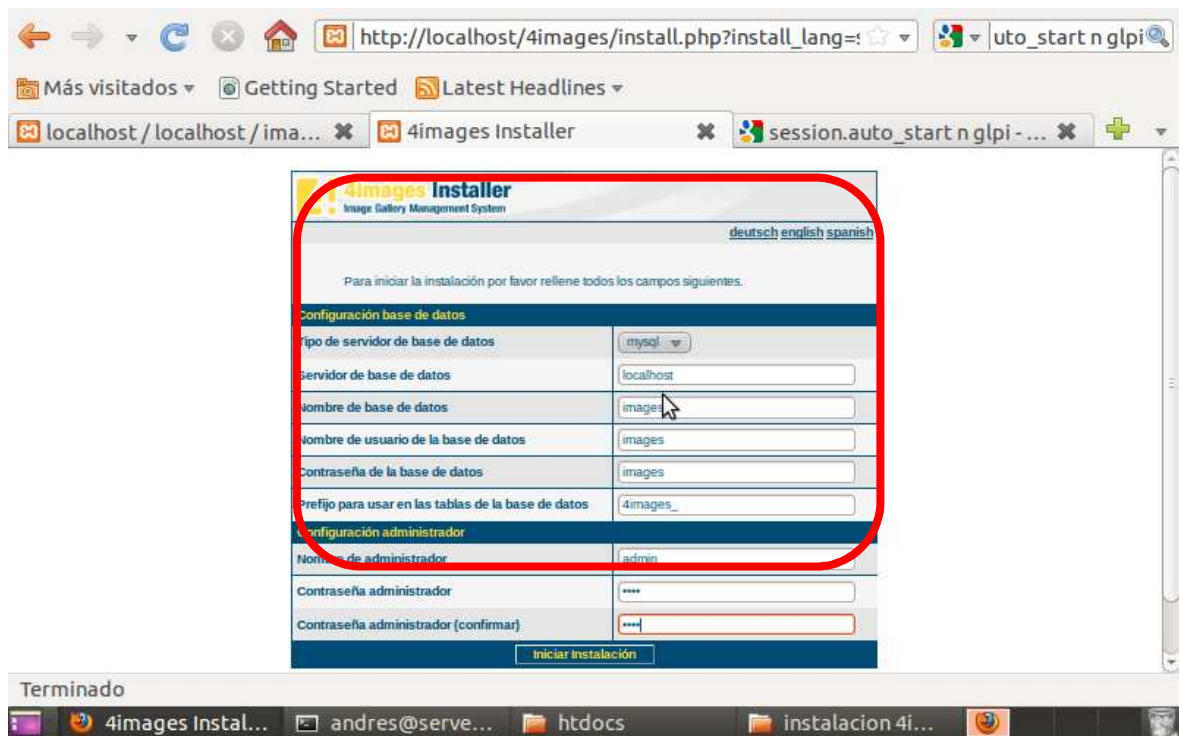 http://localhost/4images/install.php?install_lang=s
uto_start n glpi
Más visitados
Getting Started
Latest Headlines
localhost / localhost / ima...
4images Installer
session.auto_start n glpi - ...
4images Installer
Image Gallery Management System
deutsch english spanish
Para iniciar la instalación por favor rellene todos los campos siguientes.
Configuración base de datos
Tipo de servidor de base de datos
mysql
Servidor de base de datos
localhost
Nombre de base de datos
images
Nombre de usuario de la base de datos
images
Contraseña de la base de datos
images
Prefijo para usar en las tablas de la base de datos
4images_
Configuración administrador
Nombre de administrador
admin
Contraseña administrador
••••
Contraseña administrador (confirmar)
••••
Iniciar Instalación
Terminado
4images Instal...
andres@serve...
htdocs
instalacion 4i...